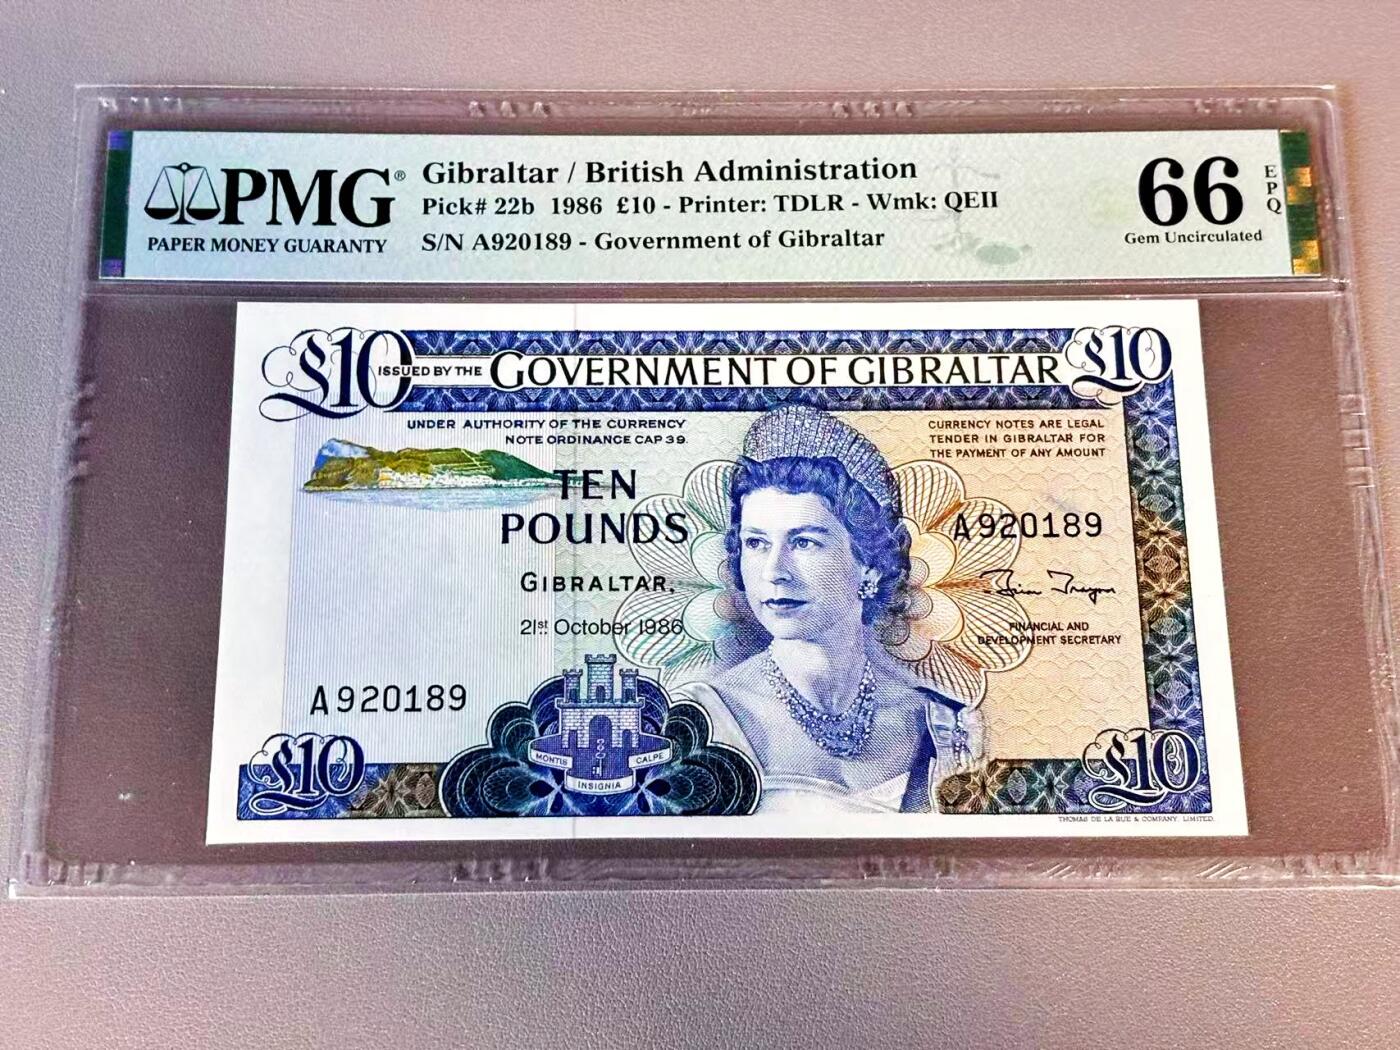 PMG®
PAPER MONEY GUARANTY
Gibraltar / British Administration
Pick# 22b 1986 £10 - Printer: TDLR - Wmk: QEII
S/N A920189 - Government of Gibraltar
66
Gem Uncirculated
EPQ
£10 ISSUED BY THE GOVERNMENT OF GIBRALTAR £10
UNDER AUTHORITY OF THE CURRENCY
NOTE ORDINANCE CAP 39.
CURRENCY NOTES ARE LEGAL
TENDER IN GIBRALTAR FOR
THE PAYMENT OF ANY AMOUNT
TEN
POUNDS
A920189
GIBRALTAR,
21st October 1986
FINANCIAL AND
DEVELOPMENT SECRETARY
A920189
£10
MONTIS INSIGNIA CALPE
£10
THOMAS DE LA RUE & COMPANY, LIMITED.